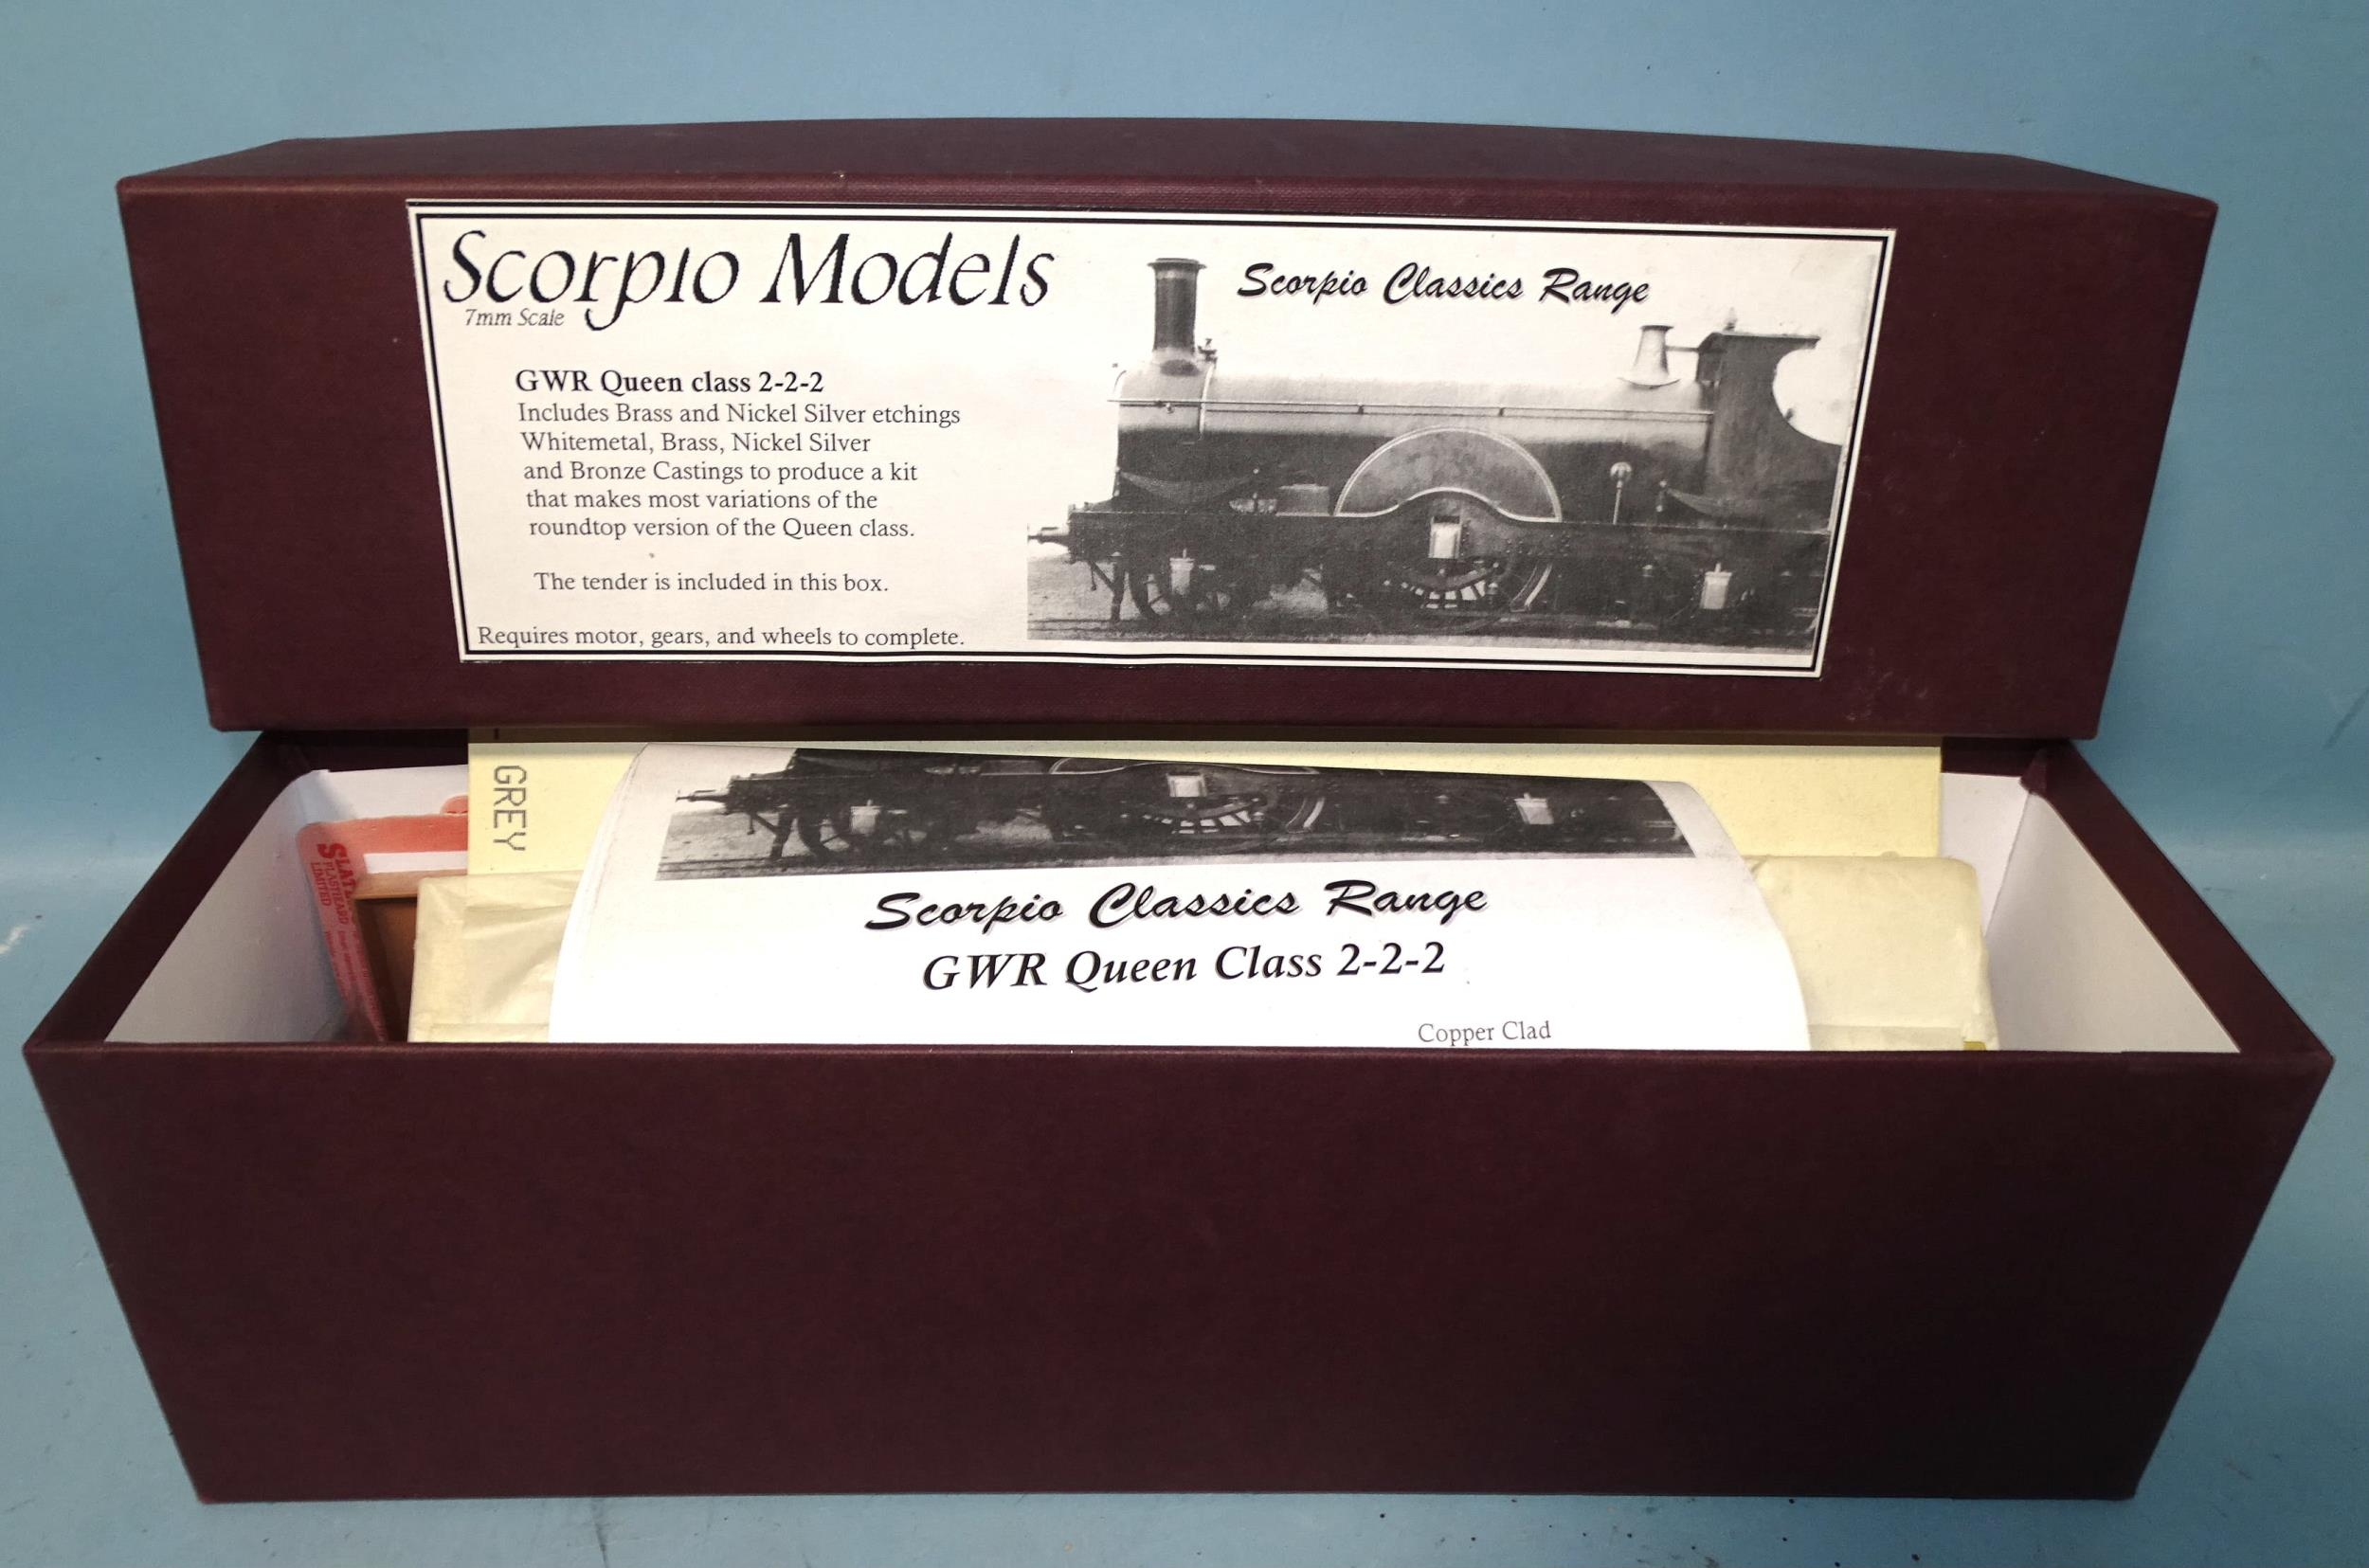 Scorpio Models
7mm Scale
Scorpio Classics Range
GWR Queen class 2-2-2
Includes Brass and Nickel Silver etchings
Whitemetal, Brass, Nickel Silver
and Bronze Castings to produce a kit
that makes most variations of the
roundtop version of the Queen class.
The tender is included in this box.
Requires motor, gears, and wheels to complete.
GREY
PLASTIKARD
LIMITED
Scorpio Classics Range
GWR Queen Class 2-2-2
Copper Clad